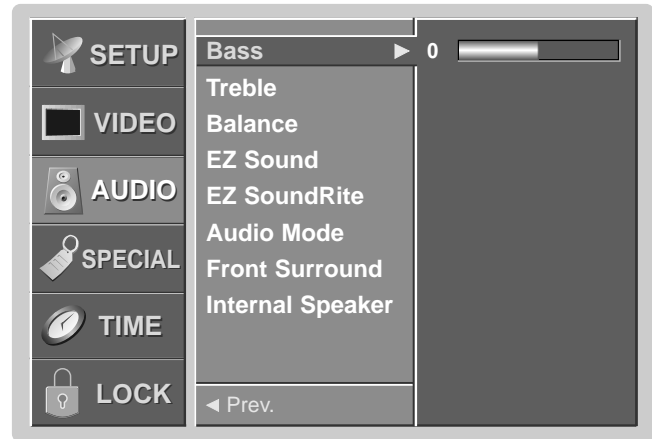 SETUP
VIDEO
AUDIO
SPECIAL
TIME
LOCK
Bass ► 0
Treble
Balance
EZ Sound
EZ SoundRite
Audio Mode
Front Surround
Internal Speaker
◄ Prev.